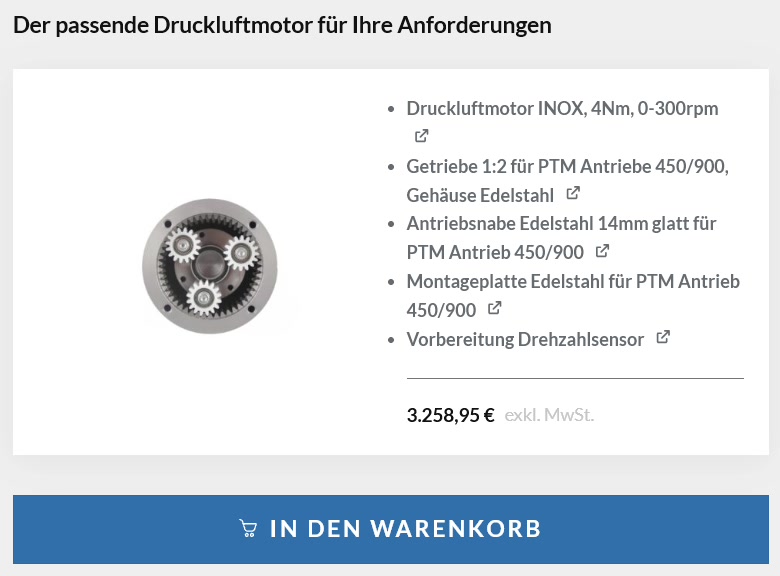 Der passende Druckluftmotor für Ihre Anforderungen
• Druckluftmotor INOX, 4Nm, 0-300rpm
• Getriebe 1:2 für PTM Antriebe 450/900,
Gehäuse Edelstahl
• Antriebsnabe Edelstahl 14mm glatt für
PTM Antrieb 450/900
• Montageplatte Edelstahl für PTM Antrieb
450/900
• Vorbereitung Drehzahlsensor
3.258,95 € exkl. MwSt.
IN DEN WARENKORB